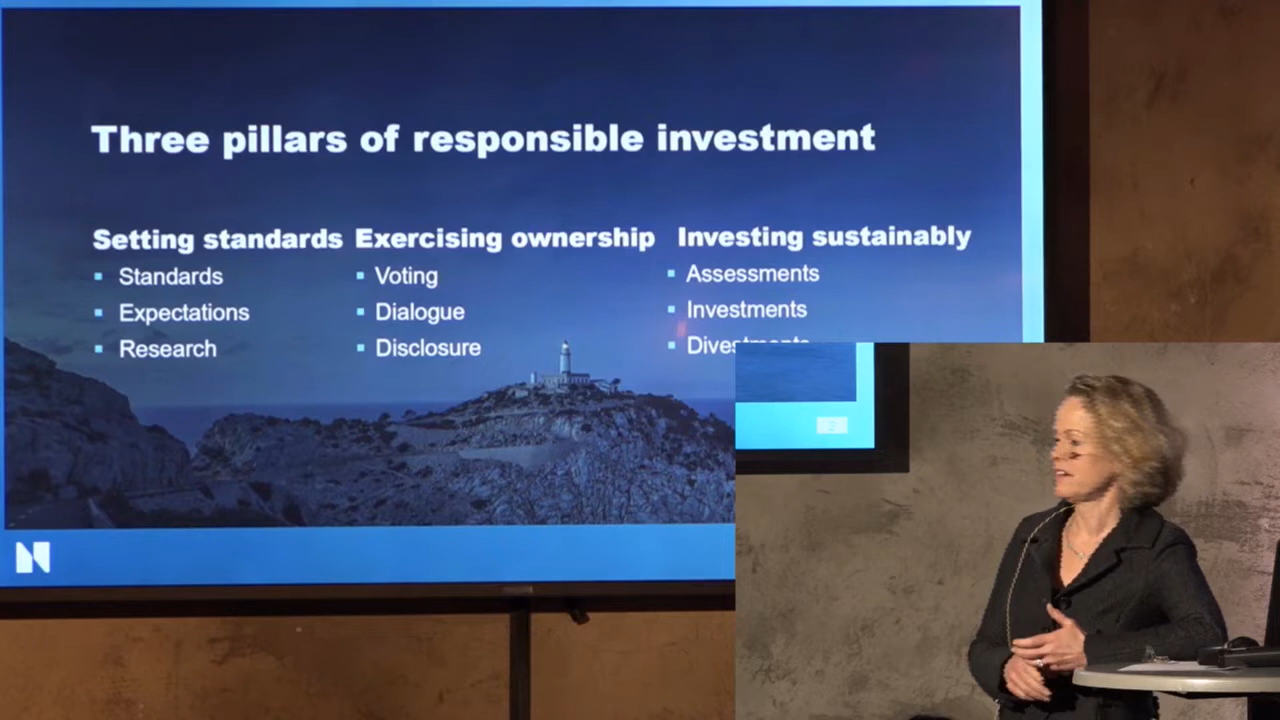 Three pillars of responsible investment
Setting standards Exercising ownership Investing sustainably
▪ Standards ▪ Voting ▪ Assessments
▪ Expectations ▪ Dialogue ▪ Investments
▪ Research ▪ Disclosure ▪ Divestments
N